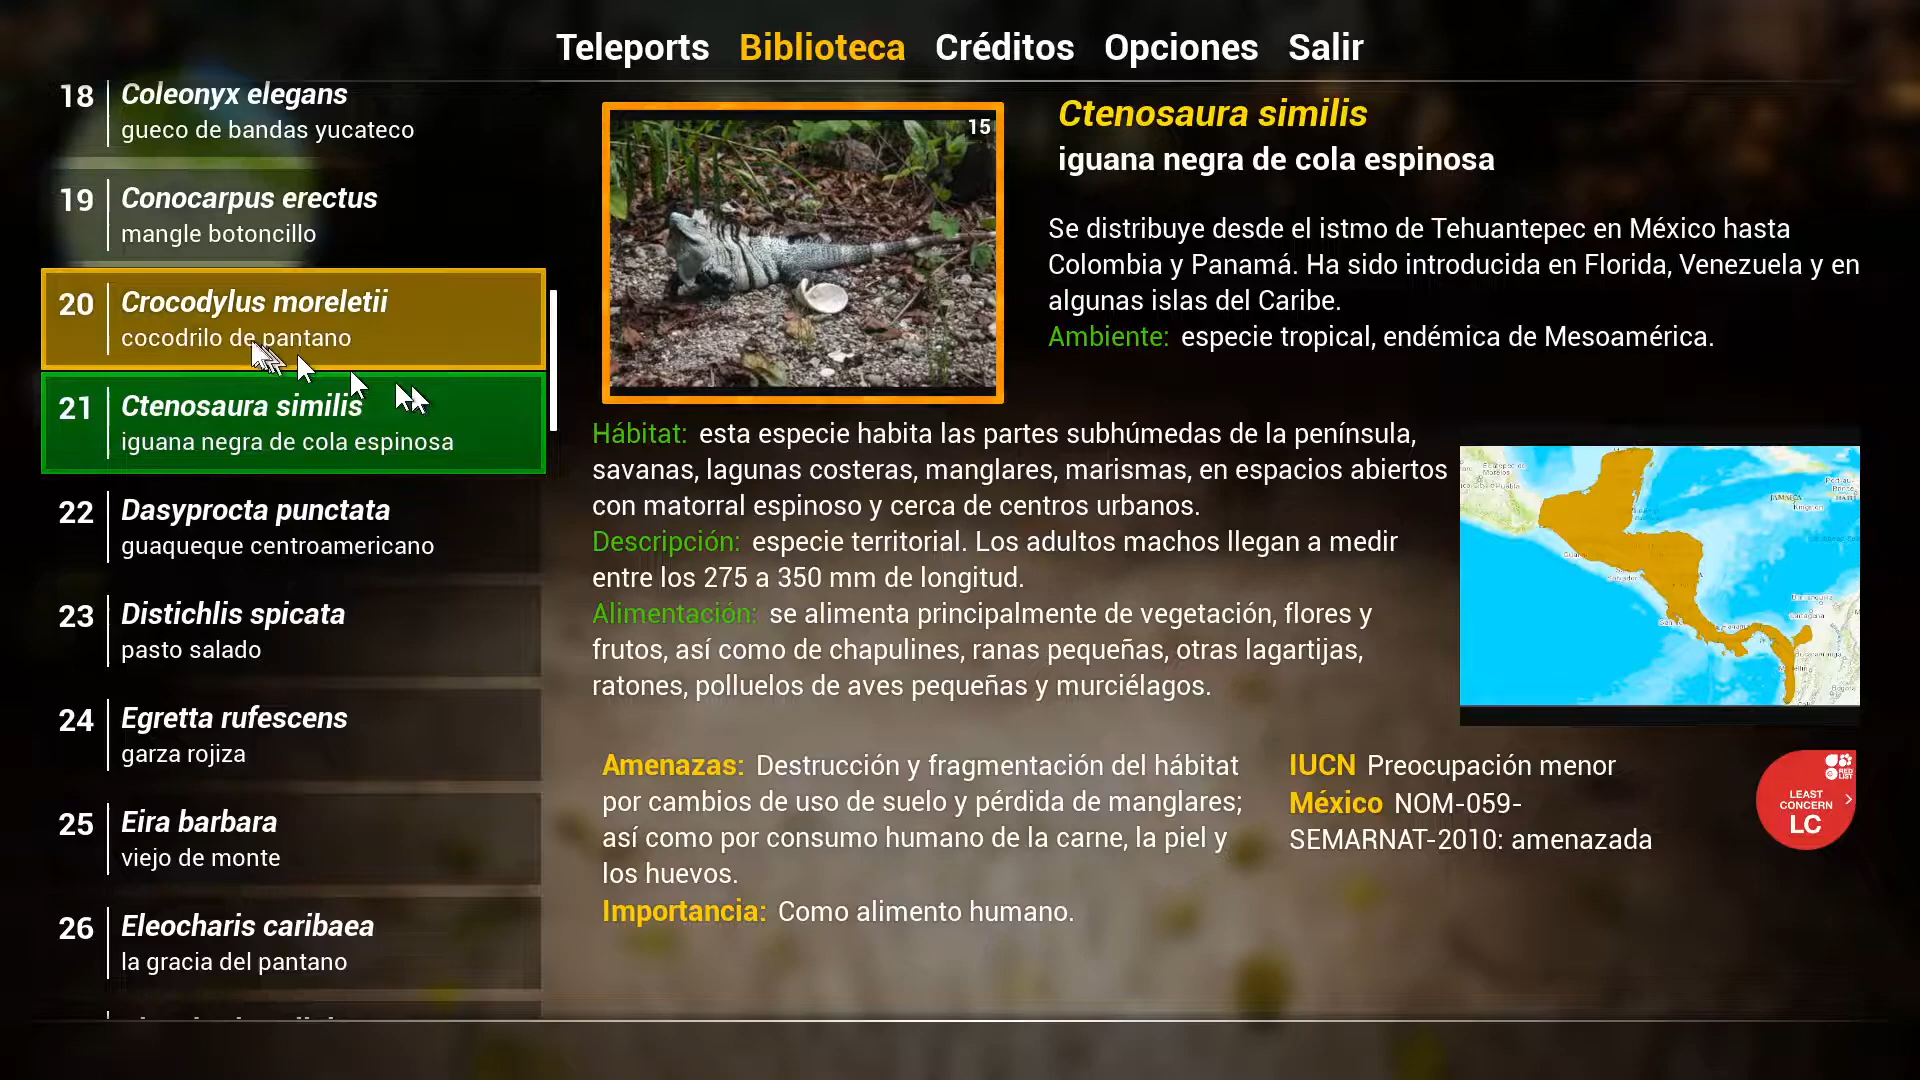 Teleports Biblioteca Créditos Opciones Salir
18 Coleonyx elegans
gueco de bandas yucateco
19 Conocarpus erectus
mangle botoncillo
20 Crocodylus moreletii
cocodrilo de pantano
21 Ctenosaura similis
iguana negra de cola espinosa
22 Dasyprocta punctata
guaqueque centroamericano
23 Distichlis spicata
pasto salado
24 Egretta rufescens
garza rojiza
25 Eira barbara
viejo de monte
26 Eleocharis caribaea
la gracia del pantano
15
Ctenosaura similis
iguana negra de cola espinosa
Se distribuye desde el istmo de Tehuantepec en México hasta
Colombia y Panamá. Ha sido introducida en Florida, Venezuela y en
algunas islas del Caribe.
Ambiente: especie tropical, endémica de Mesoamérica.
Hábitat: esta especie habita las partes subhúmedas de la península,
savanas, lagunas costeras, manglares, marismas, en espacios abiertos
con matorral espinoso y cerca de centros urbanos.
Descripción: especie territorial. Los adultos machos llegan a medir
entre los 275 a 350 mm de longitud.
Alimentación: se alimenta principalmente de vegetación, flores y
frutos, así como de chapulines, ranas pequeñas, otras lagartijas,
ratones, polluelos de aves pequeñas y murciélagos.
JAMAICA
Kingston
Amenazas: Destrucción y fragmentación del hábitat
por cambios de uso de suelo y pérdida de manglares;
así como por consumo humano de la carne, la piel y
los huevos.
Importancia: Como alimento humano.
IUCN Preocupación menor
México NOM-059-
SEMARNAT-2010: amenazada
RED
LIST
LEAST
CONCERN
LC